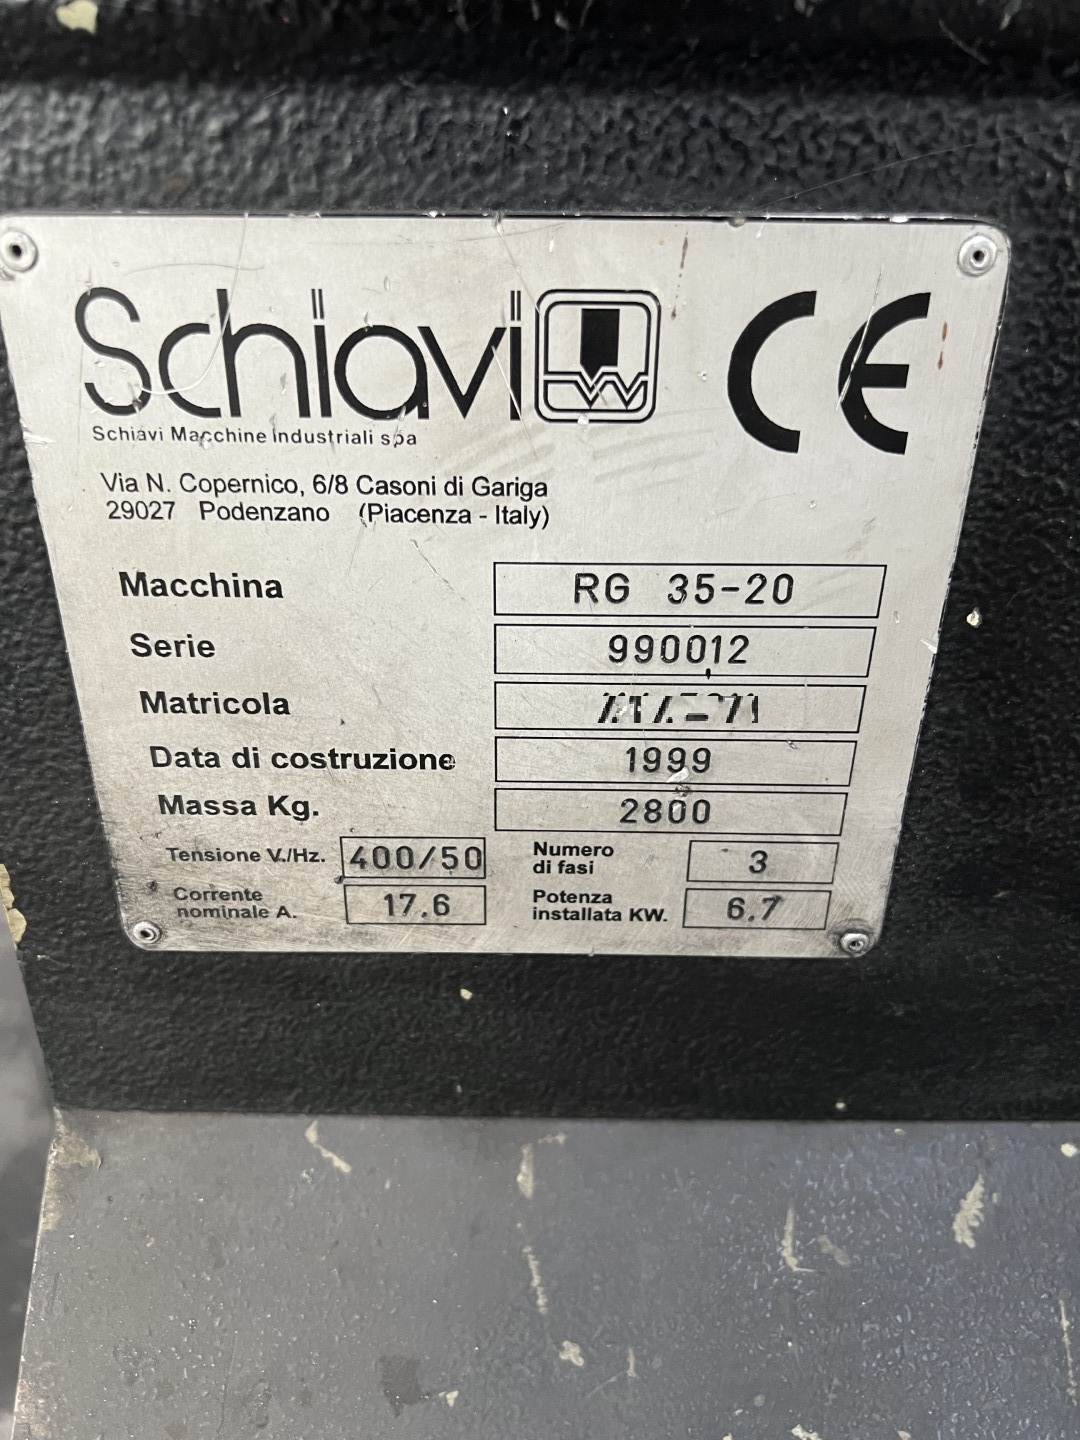 Schiavi CE
Schiavi Macchine Industriali spa
Via N. Copernico, 6/8 Casoni di Gariga
29027 Podenzano (Piacenza - Italy)
Macchina RG 35-20
Serie 990012
Matricola
Data di costruzione 1999
Massa Kg. 2800
Tensione V./Hz. 400/50 Numero di fasi 3
Corrente nominale A. 17.6 Potenza installata KW. 6.7